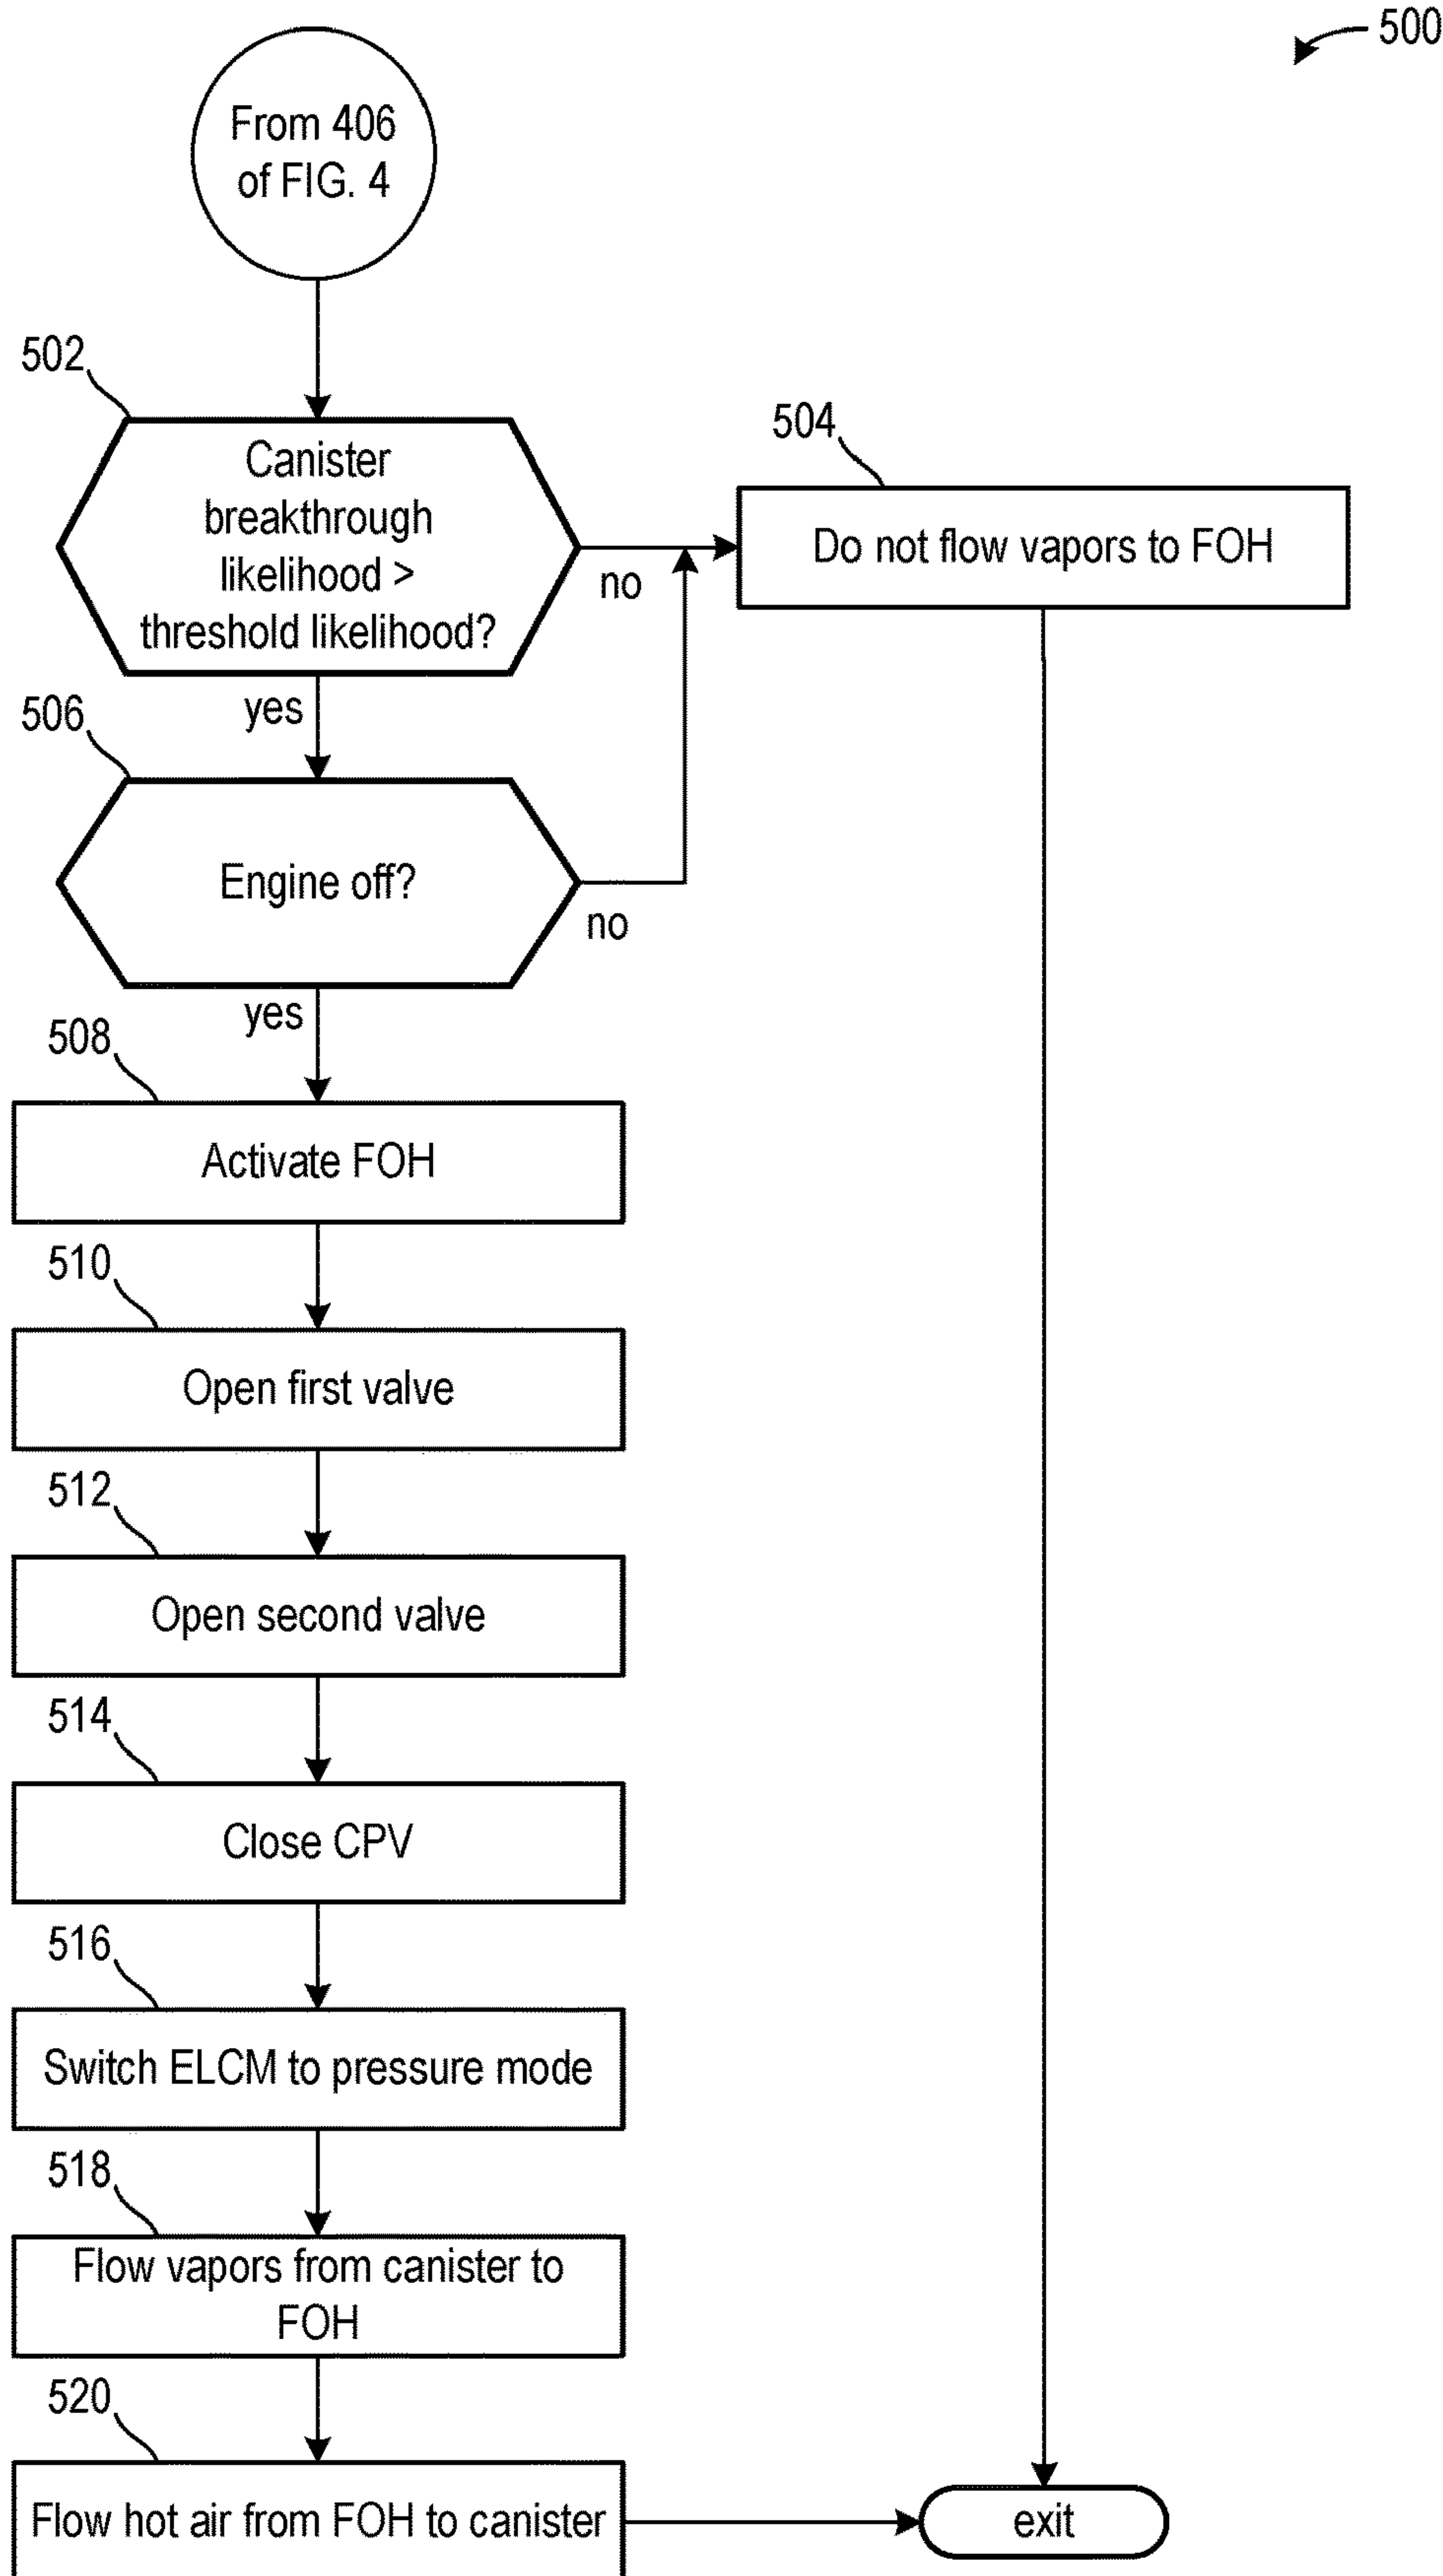 500
From 406
of FIG. 4
502
Canister
breakthrough
likelihood >
threshold likelihood?
no
504
Do not flow vapors to FOH
yes
506
Engine off?
no
yes
508
Activate FOH
510
Open first valve
512
Open second valve
514
Close CPV
516
Switch ELCM to pressure mode
518
Flow vapors from canister to
FOH
520
Flow hot air from FOH to canister
exit